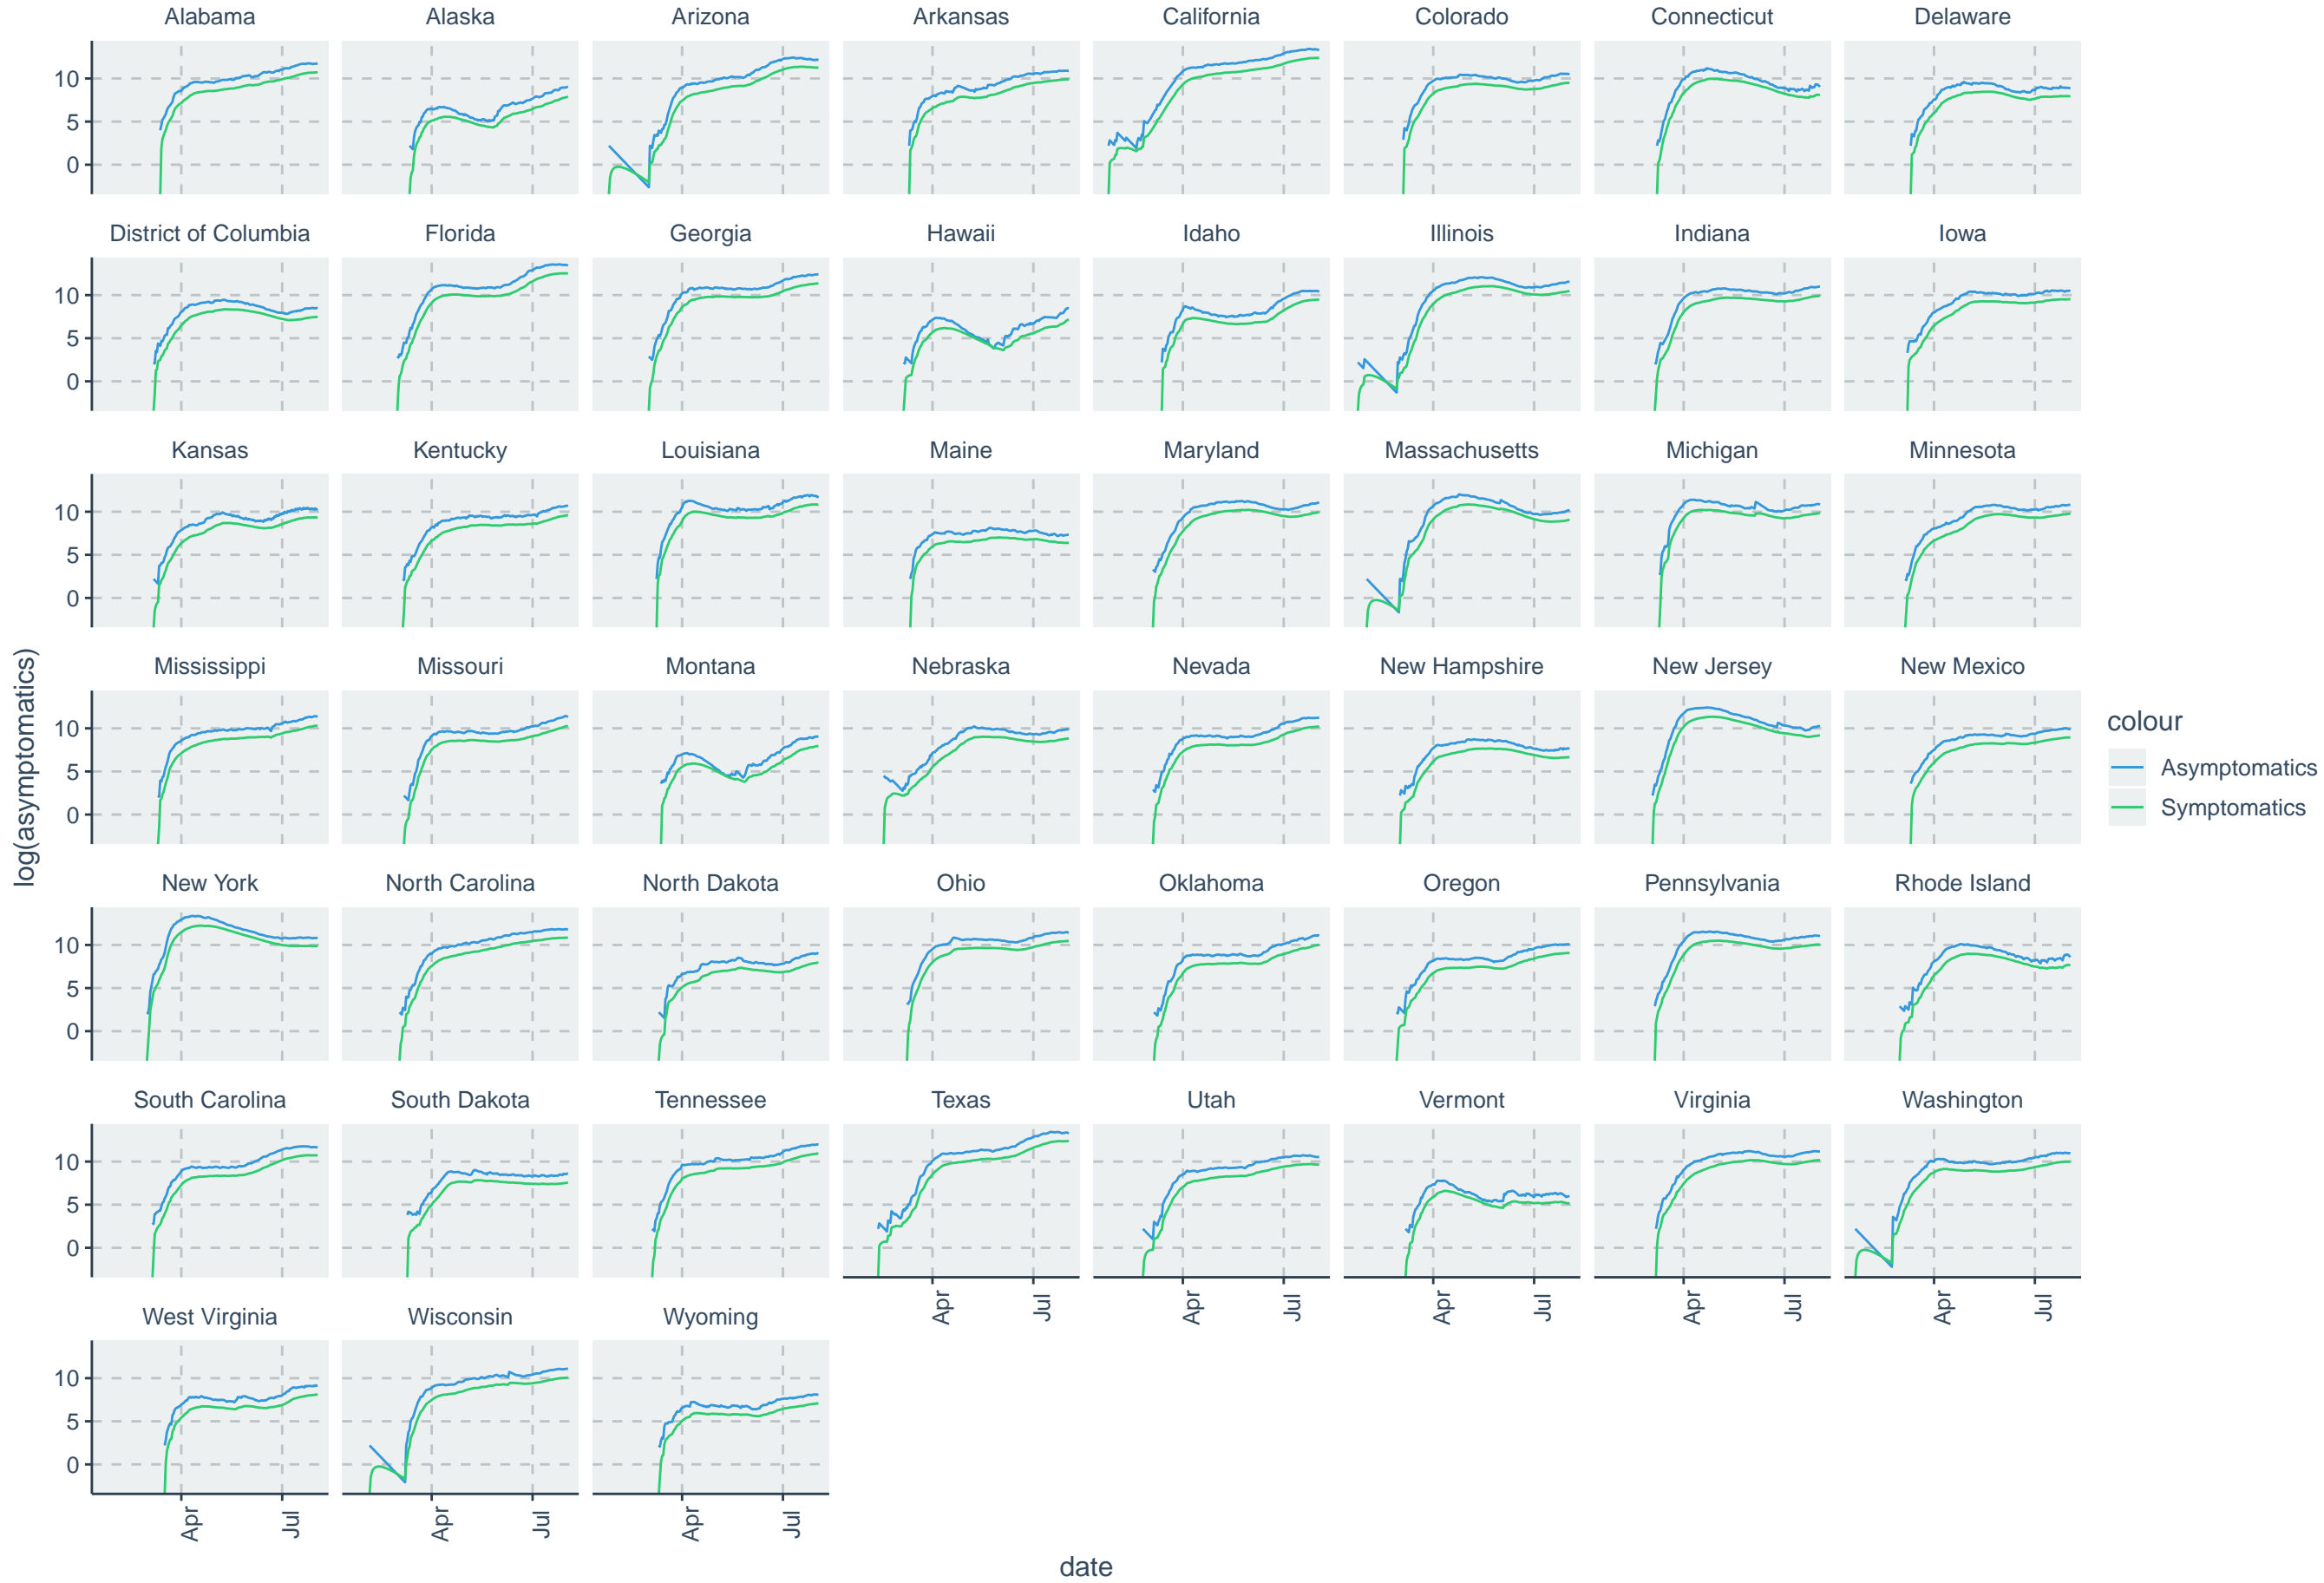 Alabama Alaska Arizona Arkansas California Colorado Connecticut Delaware
10
5
0
District of Columbia Florida Georgia Hawaii Idaho Illinois Indiana Iowa
10
5
0
Kansas Kentucky Louisiana Maine Maryland Massachusetts Michigan Minnesota
10
5
0
log(asymptomatics)
Mississippi Missouri Montana Nebraska Nevada New Hampshire New Jersey New Mexico
10
5
0
colour
Asymptomatics
Symptomatics
New York North Carolina North Dakota Ohio Oklahoma Oregon Pennsylvania Rhode Island
10
5
0
South Carolina South Dakota Tennessee Texas Utah Vermont Virginia Washington
10
5
0
Apr Jul Apr Jul Apr Jul Apr Jul Apr Jul
West Virginia Wisconsin Wyoming
10
5
0
Apr Jul Apr Jul Apr Jul
date